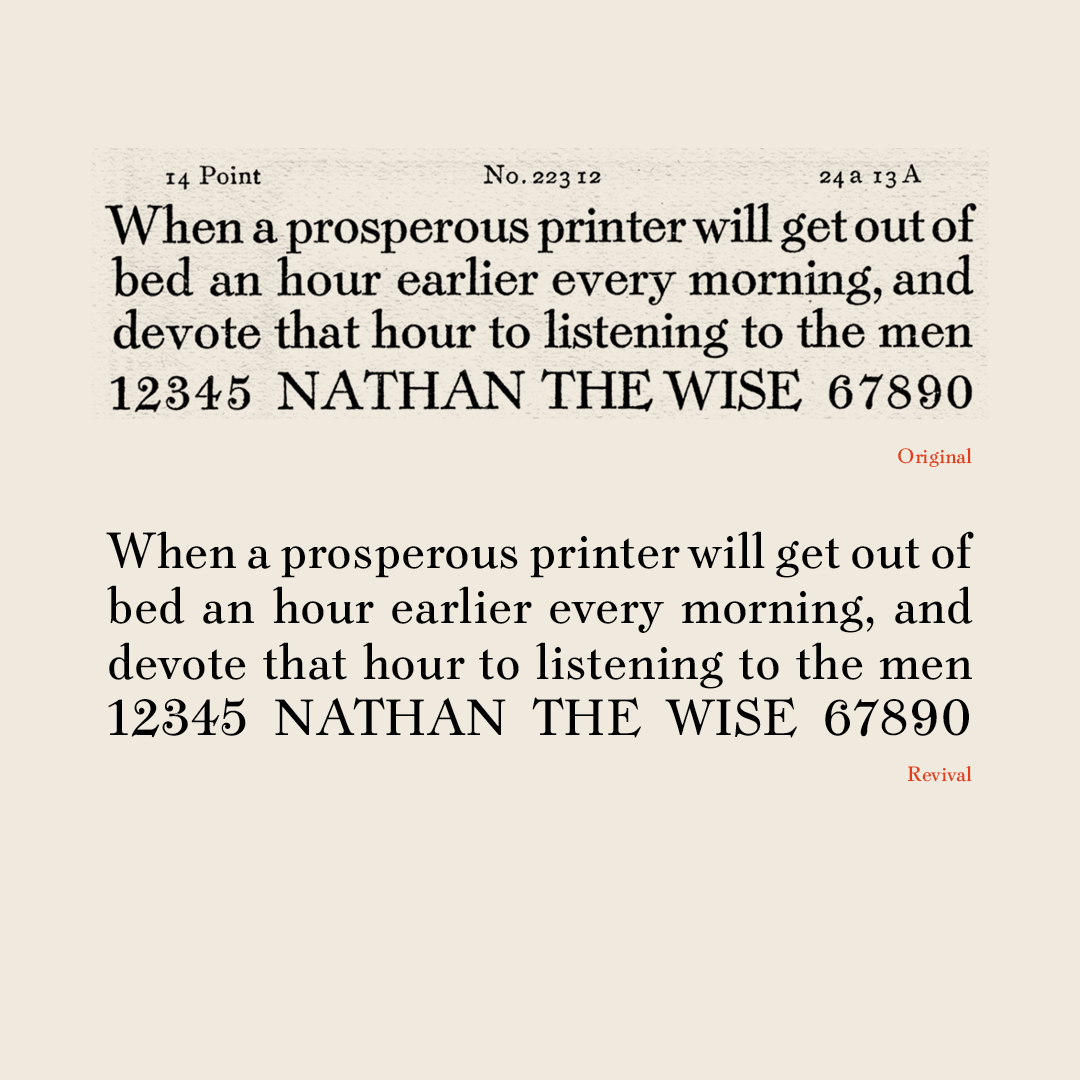 14 Point No. 223 12 24 a 13 A
When a prosperous printer will get out of
bed an hour earlier every morning, and
devote that hour to listening to the men
12345 NATHAN THE WISE 67890
Original
When a prosperous printer will get out of
bed an hour earlier every morning, and
devote that hour to listening to the men
12345 NATHAN THE WISE 67890
Revival